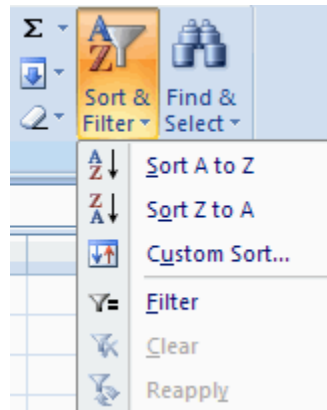 Σ
Sort & Filter
Find & Select
Sort A to Z
Sort Z to A
Custom Sort...
Filter
Clear
Reapply